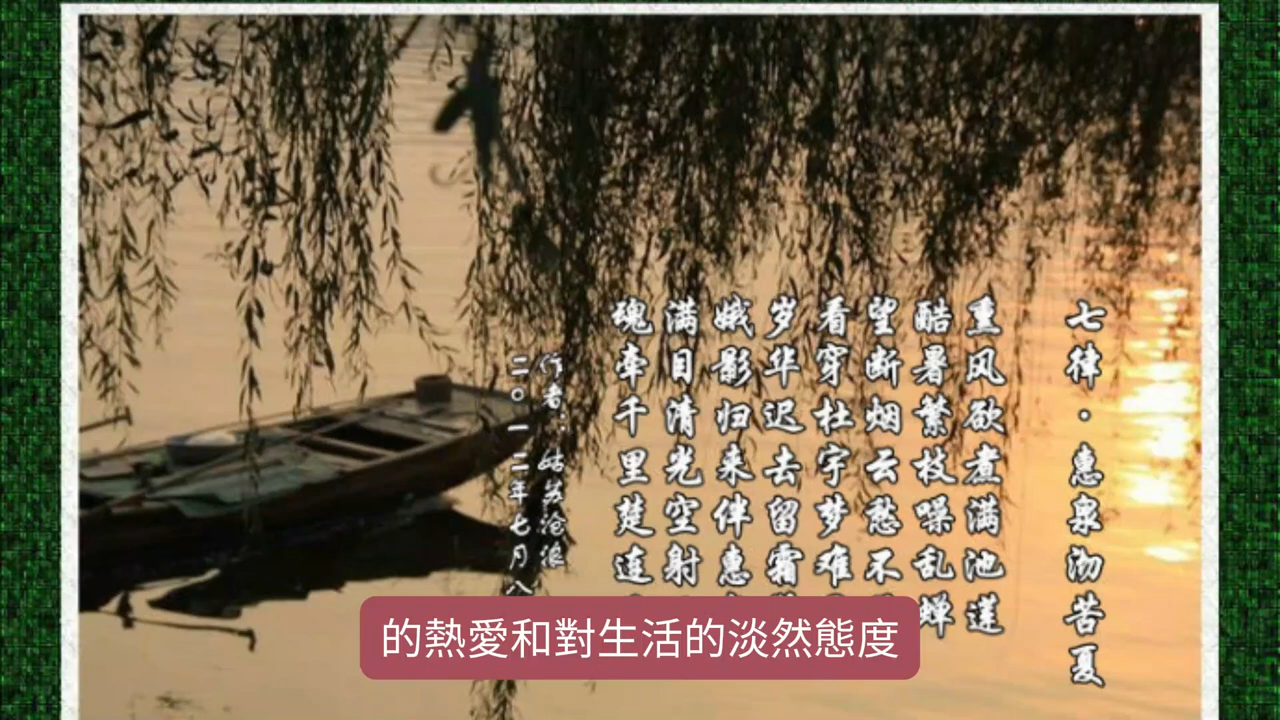 七律·惠泉沏苦夏
熏风欲煮满池莲
酷暑繁枝噪乱蝉
望断烟云愁不
看穿杜宇梦难
岁华迟去留霜
娥影归来伴惠
满目清光空射
魂牵千里楚连
作者：姑苏沧浪
二〇一二年七月八
的熱愛和對生活的淡然態度